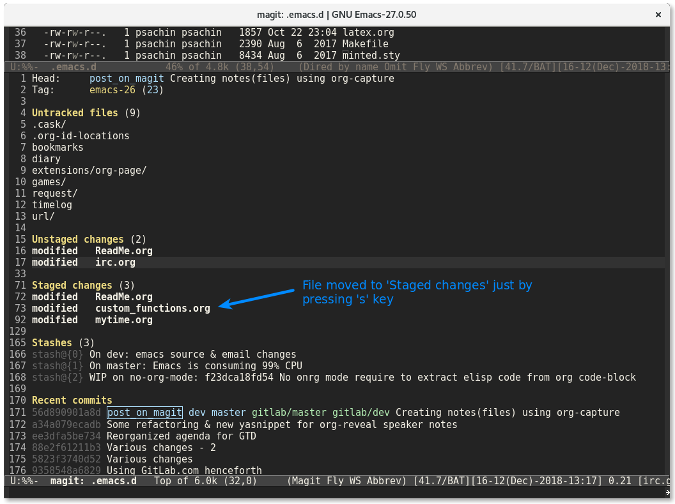 magit: .emacs.d | GNU Emacs-27.0.50
36 -rw-rw-r--. 1 psachin psachin 1857 Oct 22 23:04 latex.org
37 -rw-rw-r--. 1 psachin psachin 2390 Aug 6 2017 Makefile
38 -rw-rw-r--. 1 psachin psachin 8434 Aug 6 2017 minted.sty
U:%%- .emacs.d 46% of 4.8k (38,54) (Dired by name Omit Fly WS Abbrev) [41.7/BAT][16-12(Dec)-2018-13:
1 Head: post_on_magit Creating notes(files) using org-capture
2 Tag: emacs-26 (23)
3
4 Untracked files (9)
5 .cask/
6 .org-id-locations
7 bookmarks
8 diary
9 extensions/org-page/
10 games/
11 request/
12 timelog
13 url/
14
15 Unstaged changes (2)
16 modified ReadMe.org
17 modified irc.org
33
71 Staged changes (3)
72 modified ReadMe.org
73 modified custom_functions.org
92 modified mytime.org
File moved to 'Staged changes' just by
pressing 's' key
129
165 Stashes (3)
166 stash@{0} On dev: emacs source & email changes
167 stash@{1} On master: Emacs is consuming 99% CPU
168 stash@{2} WIP on no-org-mode: f23dca18fd54 No onrg mode require to extract elisp code from org code-block
169
170 Recent commits
171 56d890901a8d post_on_magit dev master gitlab/master gitlab/dev Creating notes(files) using org-capture
172 a34a079ecadb Some refactoring & new yasnippet for org-reveal speaker notes
173 ee3dfa5be734 Reorganized agenda for GTD
174 88e2f61211b3 Various changes - 2
175 5823f3740d52 Various changes
176 9358548a6829 Using GitLab.com henceforth
U:%%- magit: .emacs.d Top of 6.0k (32,0) (Magit Fly WS Abbrev) [41.7/BAT][16-12(Dec)-2018-13:17] 0.21 [irc.g